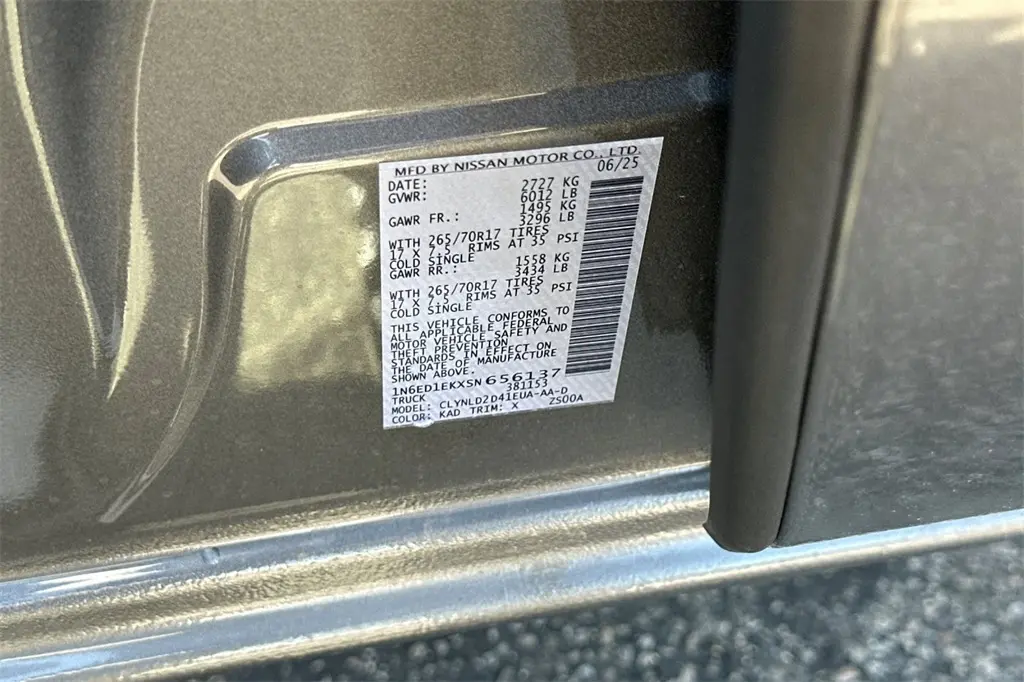 MFD BY NISSAN MOTOR CO., LTD.
DATE: 06/25
GVWR: 2727 KG
6012 LB
GAWR FR.: 1495 KG
3296 LB
WITH 265/70R17 TIRES
17 X 7.5 RIMS AT 35 PSI
COLD SINGLE
GAWR RR.: 1558 KG
3434 LB
WITH 265/70R17 TIRES
17 X 7.5 RIMS AT 35 PSI
COLD SINGLE
THIS VEHICLE CONFORMS TO
ALL APPLICABLE FEDERAL
MOTOR VEHICLE SAFETY AND
THEFT PREVENTION
STANDARDS IN EFFECT ON
THE DATE OF MANUFACTURE
SHOWN ABOVE.
1N6ED1EKXSN656137
TRUCK 381153
MODEL: CLYNLD2D41EUA-AA-D
COLOR: KAD TRIM: X ZS00A